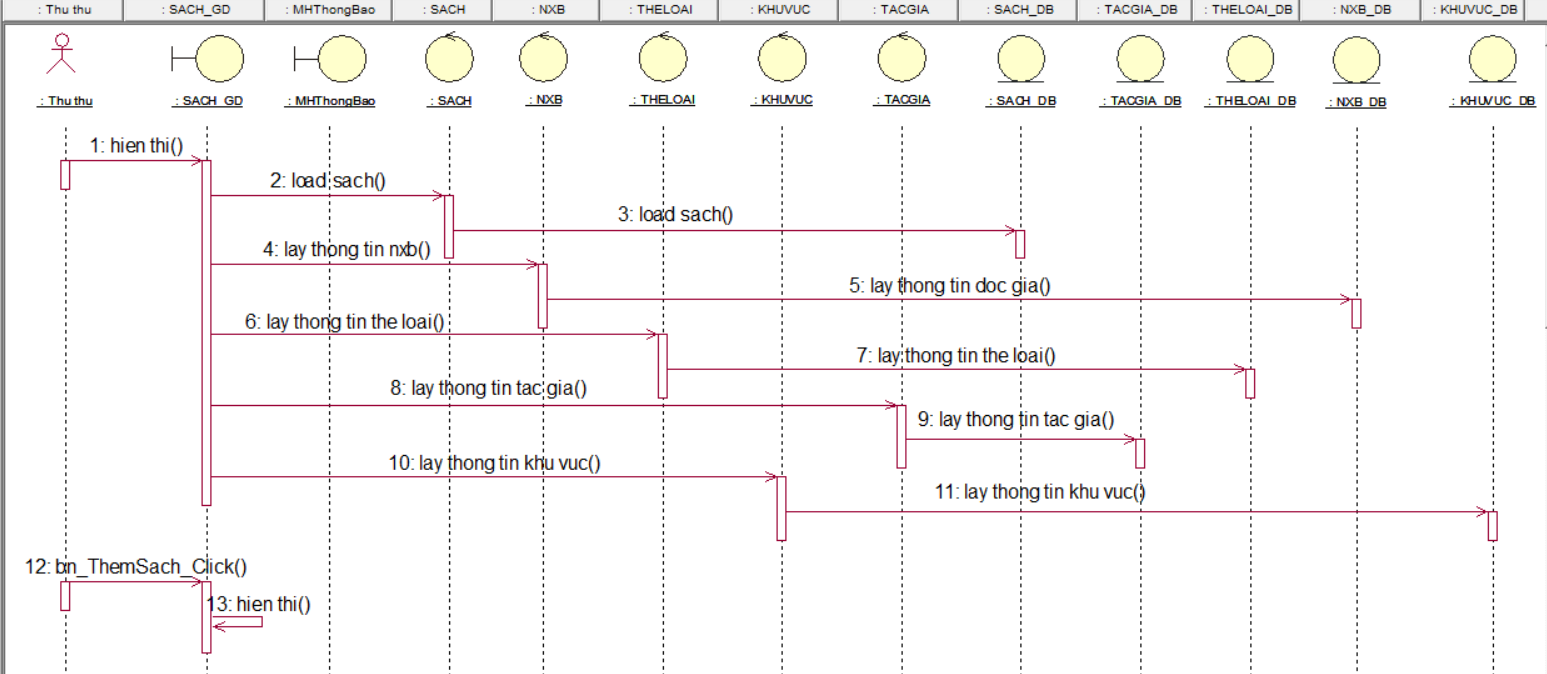 : Thu thu
: SACH_GD
: MHThongBao
: SACH
: NXB
: THELOAI
: KHUVUC
: TACGIA
: SACH_DB
: TACGIA_DB
: THELOAI_DB
: NXB_DB
: KHUVUC_DB
: Thu thu
: SACH_GD
: MHThongBao
: SACH
: NXB
: THELOAI
: KHUVUC
: TACGIA
: SACH_DB
: TACGIA_DB
: THELOAI_DB
: NXB_DB
: KHUVUC_DB
1: hien thi()
2: load sach()
3: load sach()
4: lay thong tin nxb()
5: lay thong tin doc gia()
6: lay thong tin the loai()
7: lay thong tin the loai()
8: lay thong tin tac gia()
9: lay thong tin tac gia()
10: lay thong tin khu vuc()
11: lay thong tin khu vuc()
12: bn_ThemSach_Click()
13: hien thi()